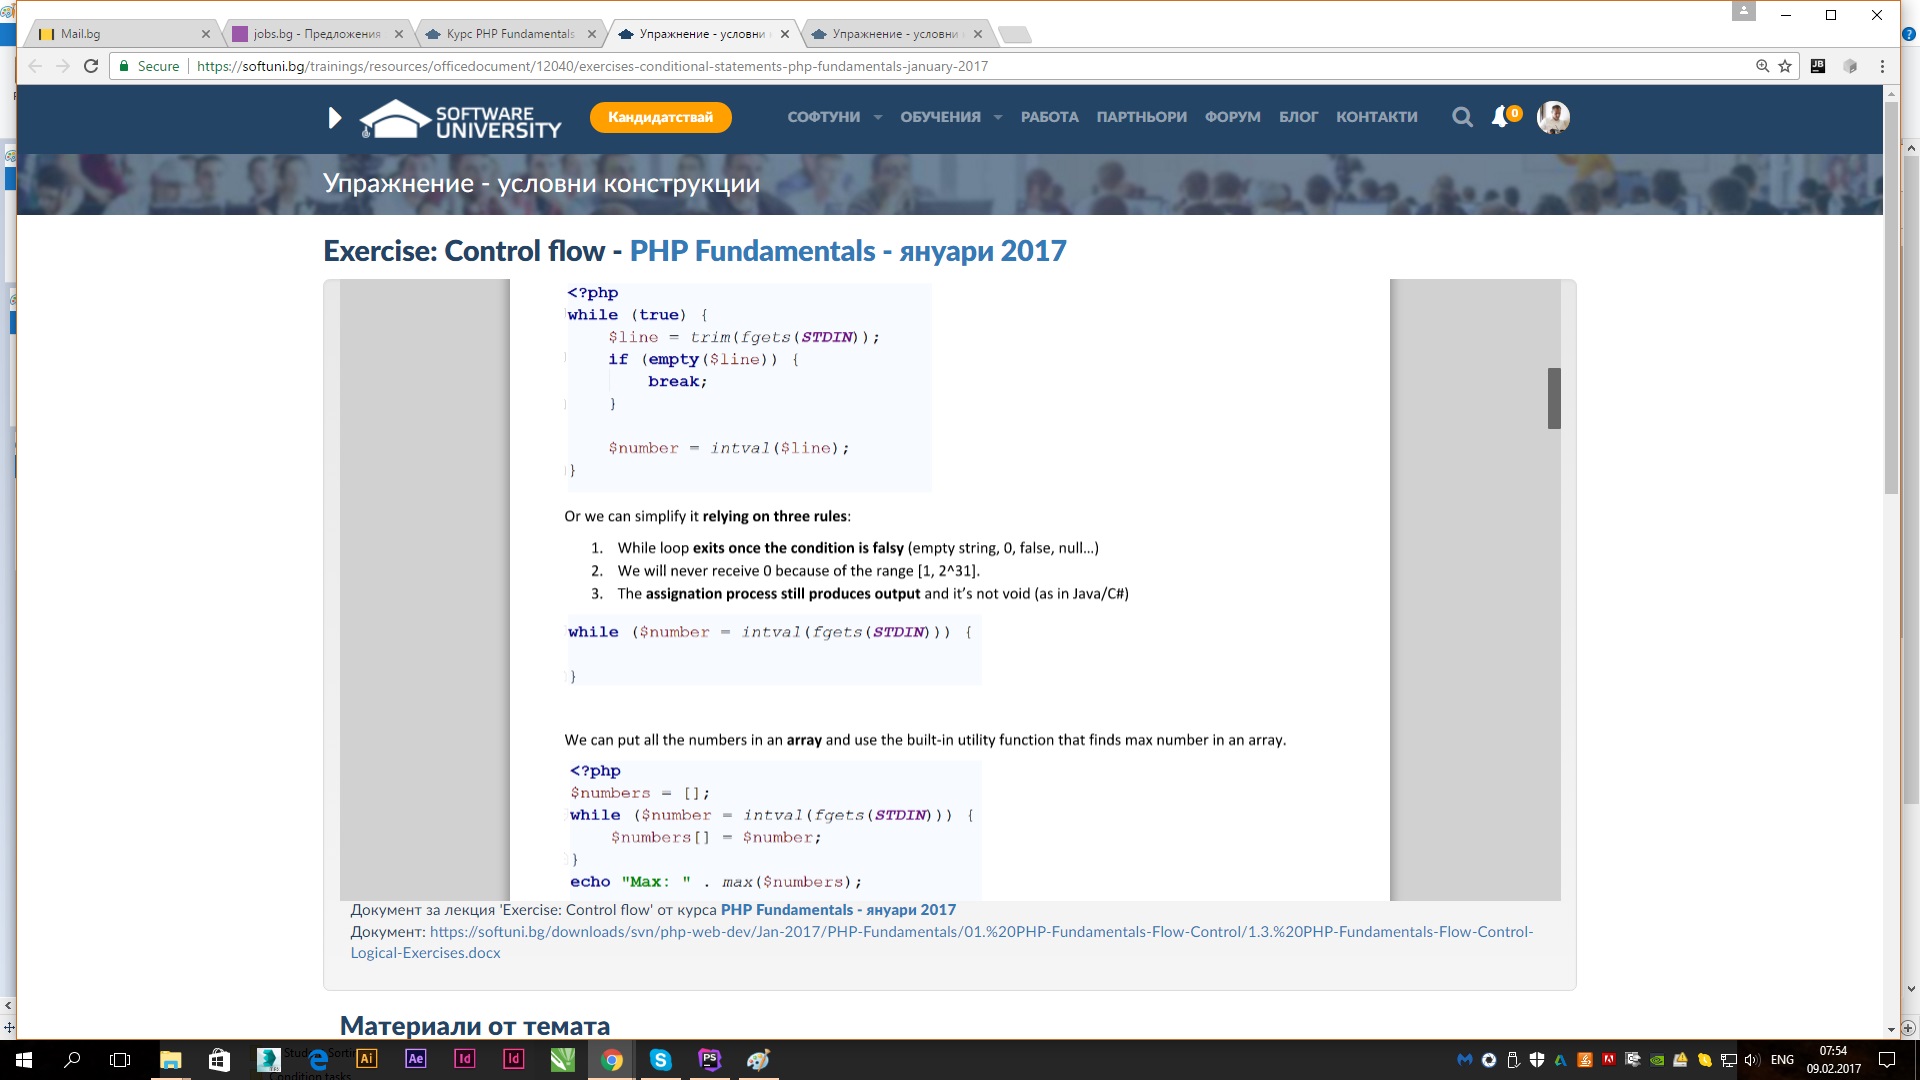 Mail.bg
jobs.bg - Предложения
Курс PHP Fundamentals
Упражнение - условни
Упражнение - условни
Secure
https://softuni.bg/trainings/resources/officedocument/12040/exercises-conditional-statements-php-fundamentals-january-2017
JB
SOFTWARE
UNIVERSITY
Кандидатствай
СОФТУНИ ОБУЧЕНИЯ РАБОТА ПАРТНЬОРИ ФОРУМ БЛОГ КОНТАКТИ
0
Упражнение - условни конструкции
Exercise: Control flow - PHP Fundamentals - януари 2017
<?php
while (true) {
$line = trim(fgets(STDIN));
if (empty($line)) {
break;
}
$number = intval($line);
}
Or we can simplify it relying on three rules:
1. While loop exits once the condition is falsy (empty string, 0, false, null...)
2. We will never receive 0 because of the range [1, 2^31].
3. The assignation process still produces output and it's not void (as in Java/C#)
while ($number = intval(fgets(STDIN))) {
}
We can put all the numbers in an array and use the built-in utility function that finds max number in an array.
<?php
$numbers = [];
while ($number = intval(fgets(STDIN))) {
$numbers[] = $number;
}
echo "Max: " . max($numbers);
Документ за лекция 'Exercise: Control flow' от курса PHP Fundamentals - януари 2017
Документ: https://softuni.bg/downloads/svn/php-web-dev/Jan-2017/PHP-Fundamentals/01.%20PHP-Fundamentals-Flow-Control/1.3.%20PHP-Fundamentals-Flow-Control-
Logical-Exercises.docx
Материали от темата
Ai Ae Id Id PS
ENG
07:54
09.02.2017